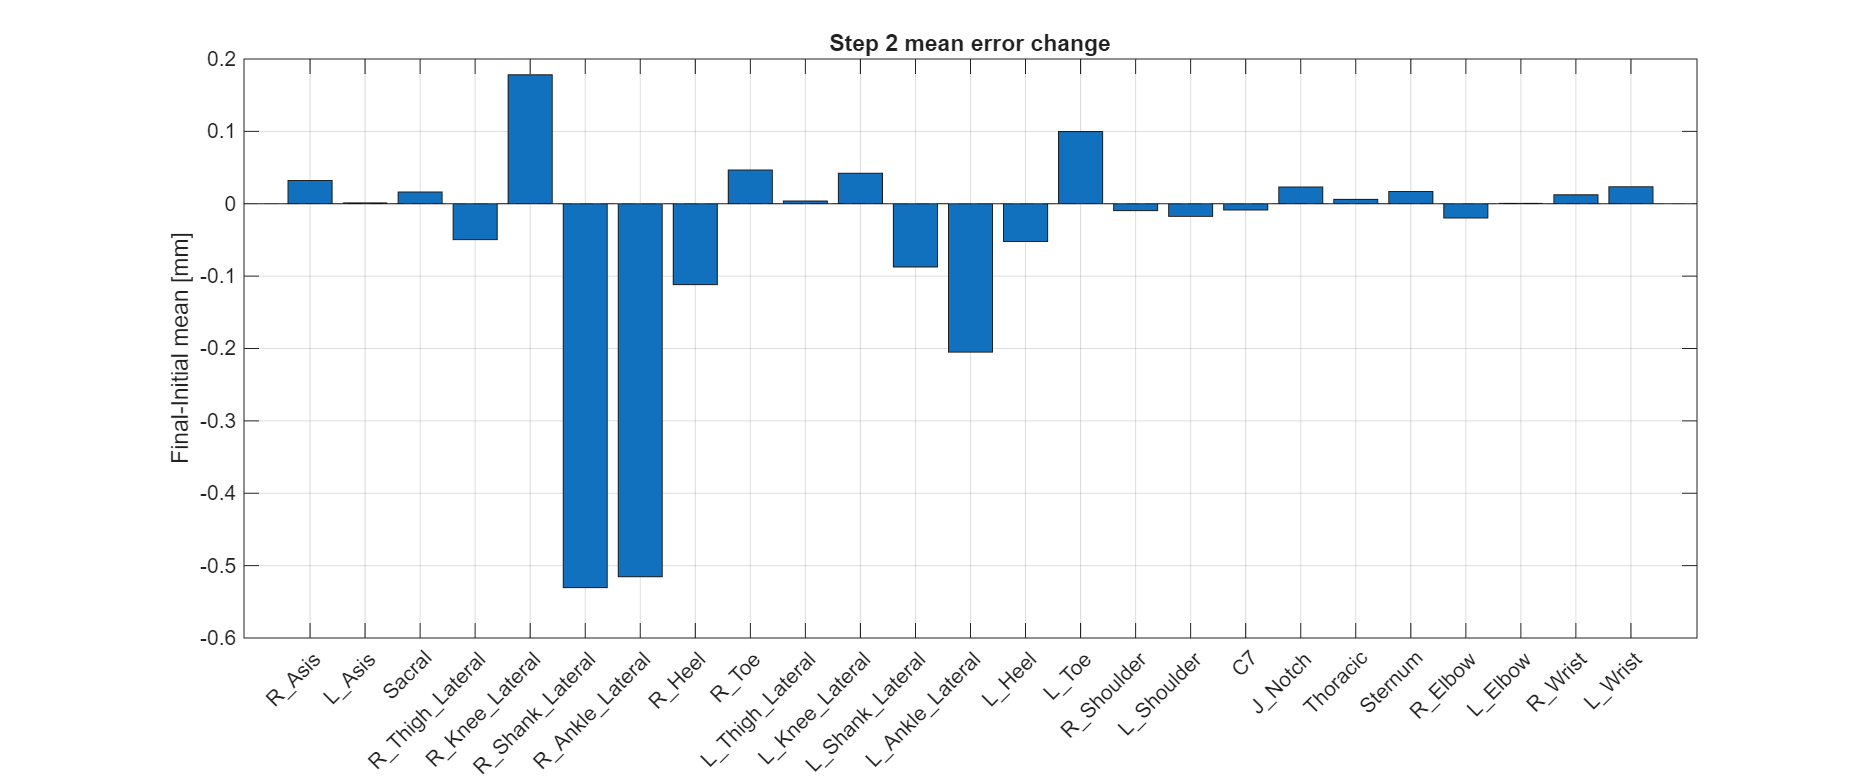 Step 2 mean error change
Final-Initial mean [mm]
0.2
0.1
0
-0.1
-0.2
-0.3
-0.4
-0.5
-0.6
R_Asis
L_Asis
Sacral
R_Thigh_Lateral
R_Knee_Lateral
R_Shank_Lateral
R_Ankle_Lateral
R_Heel
R_Toe
L_Thigh_Lateral
L_Knee_Lateral
L_Shank_Lateral
L_Ankle_Lateral
L_Heel
L_Toe
R_Shoulder
L_Shoulder
C7
J_Notch
Thoracic
Sternum
R_Elbow
L_Elbow
R_Wrist
L_Wrist